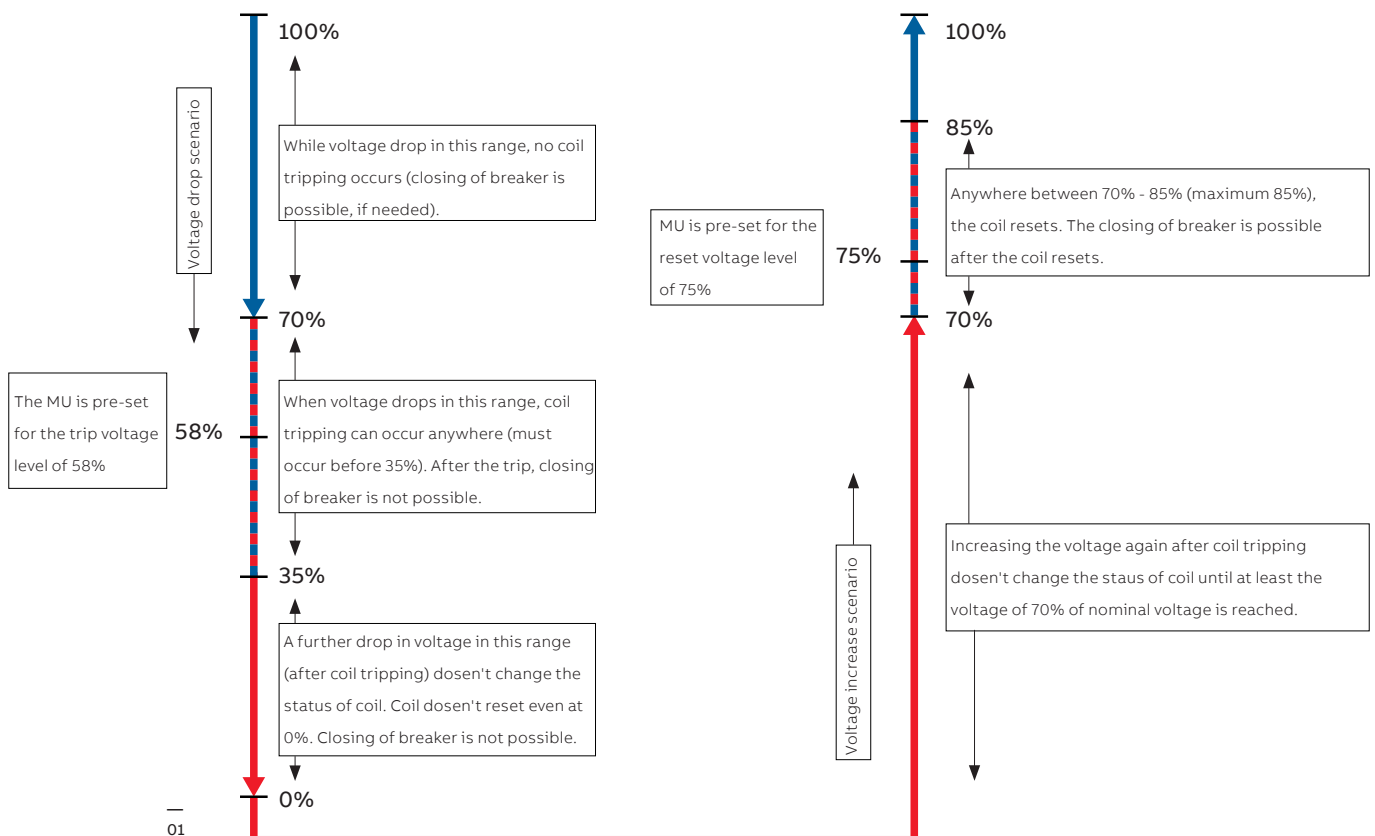 100%
Voltage drop scenario
While voltage drop in this range, no coil
tripping occurs (closing of breaker is
possible, if needed).
70%
The MU is pre-set
for the trip voltage
level of 58%
58%
When voltage drops in this range, coil
tripping can occur anywhere (must
occur before 35%). After the trip, closing
of breaker is not possible.
35%
A further drop in voltage in this range
(after coil tripping) dosen't change the
status of coil. Coil dosen't reset even at
0%. Closing of breaker is not possible.
0%
01
100%
85%
Anywhere between 70% - 85% (maximum 85%),
the coil resets. The closing of breaker is possible
after the coil resets.
MU is pre-set for the
reset voltage level
of 75%
75%
70%
Voltage increase scenario
Increasing the voltage again after coil tripping
dosen't change the staus of coil until at least the
voltage of 70% of nominal voltage is reached.